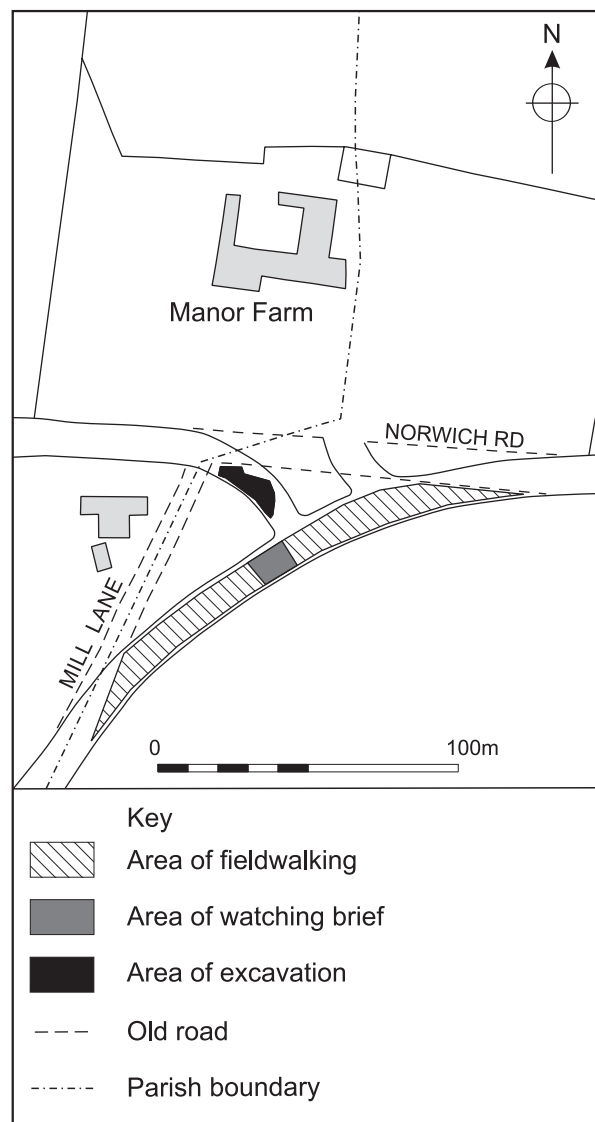 N
Manor Farm
NORWICH RD
MILL LANE
0 100m
Key
Area of fieldwalking
Area of watching brief
Area of excavation
Old road
Parish boundary